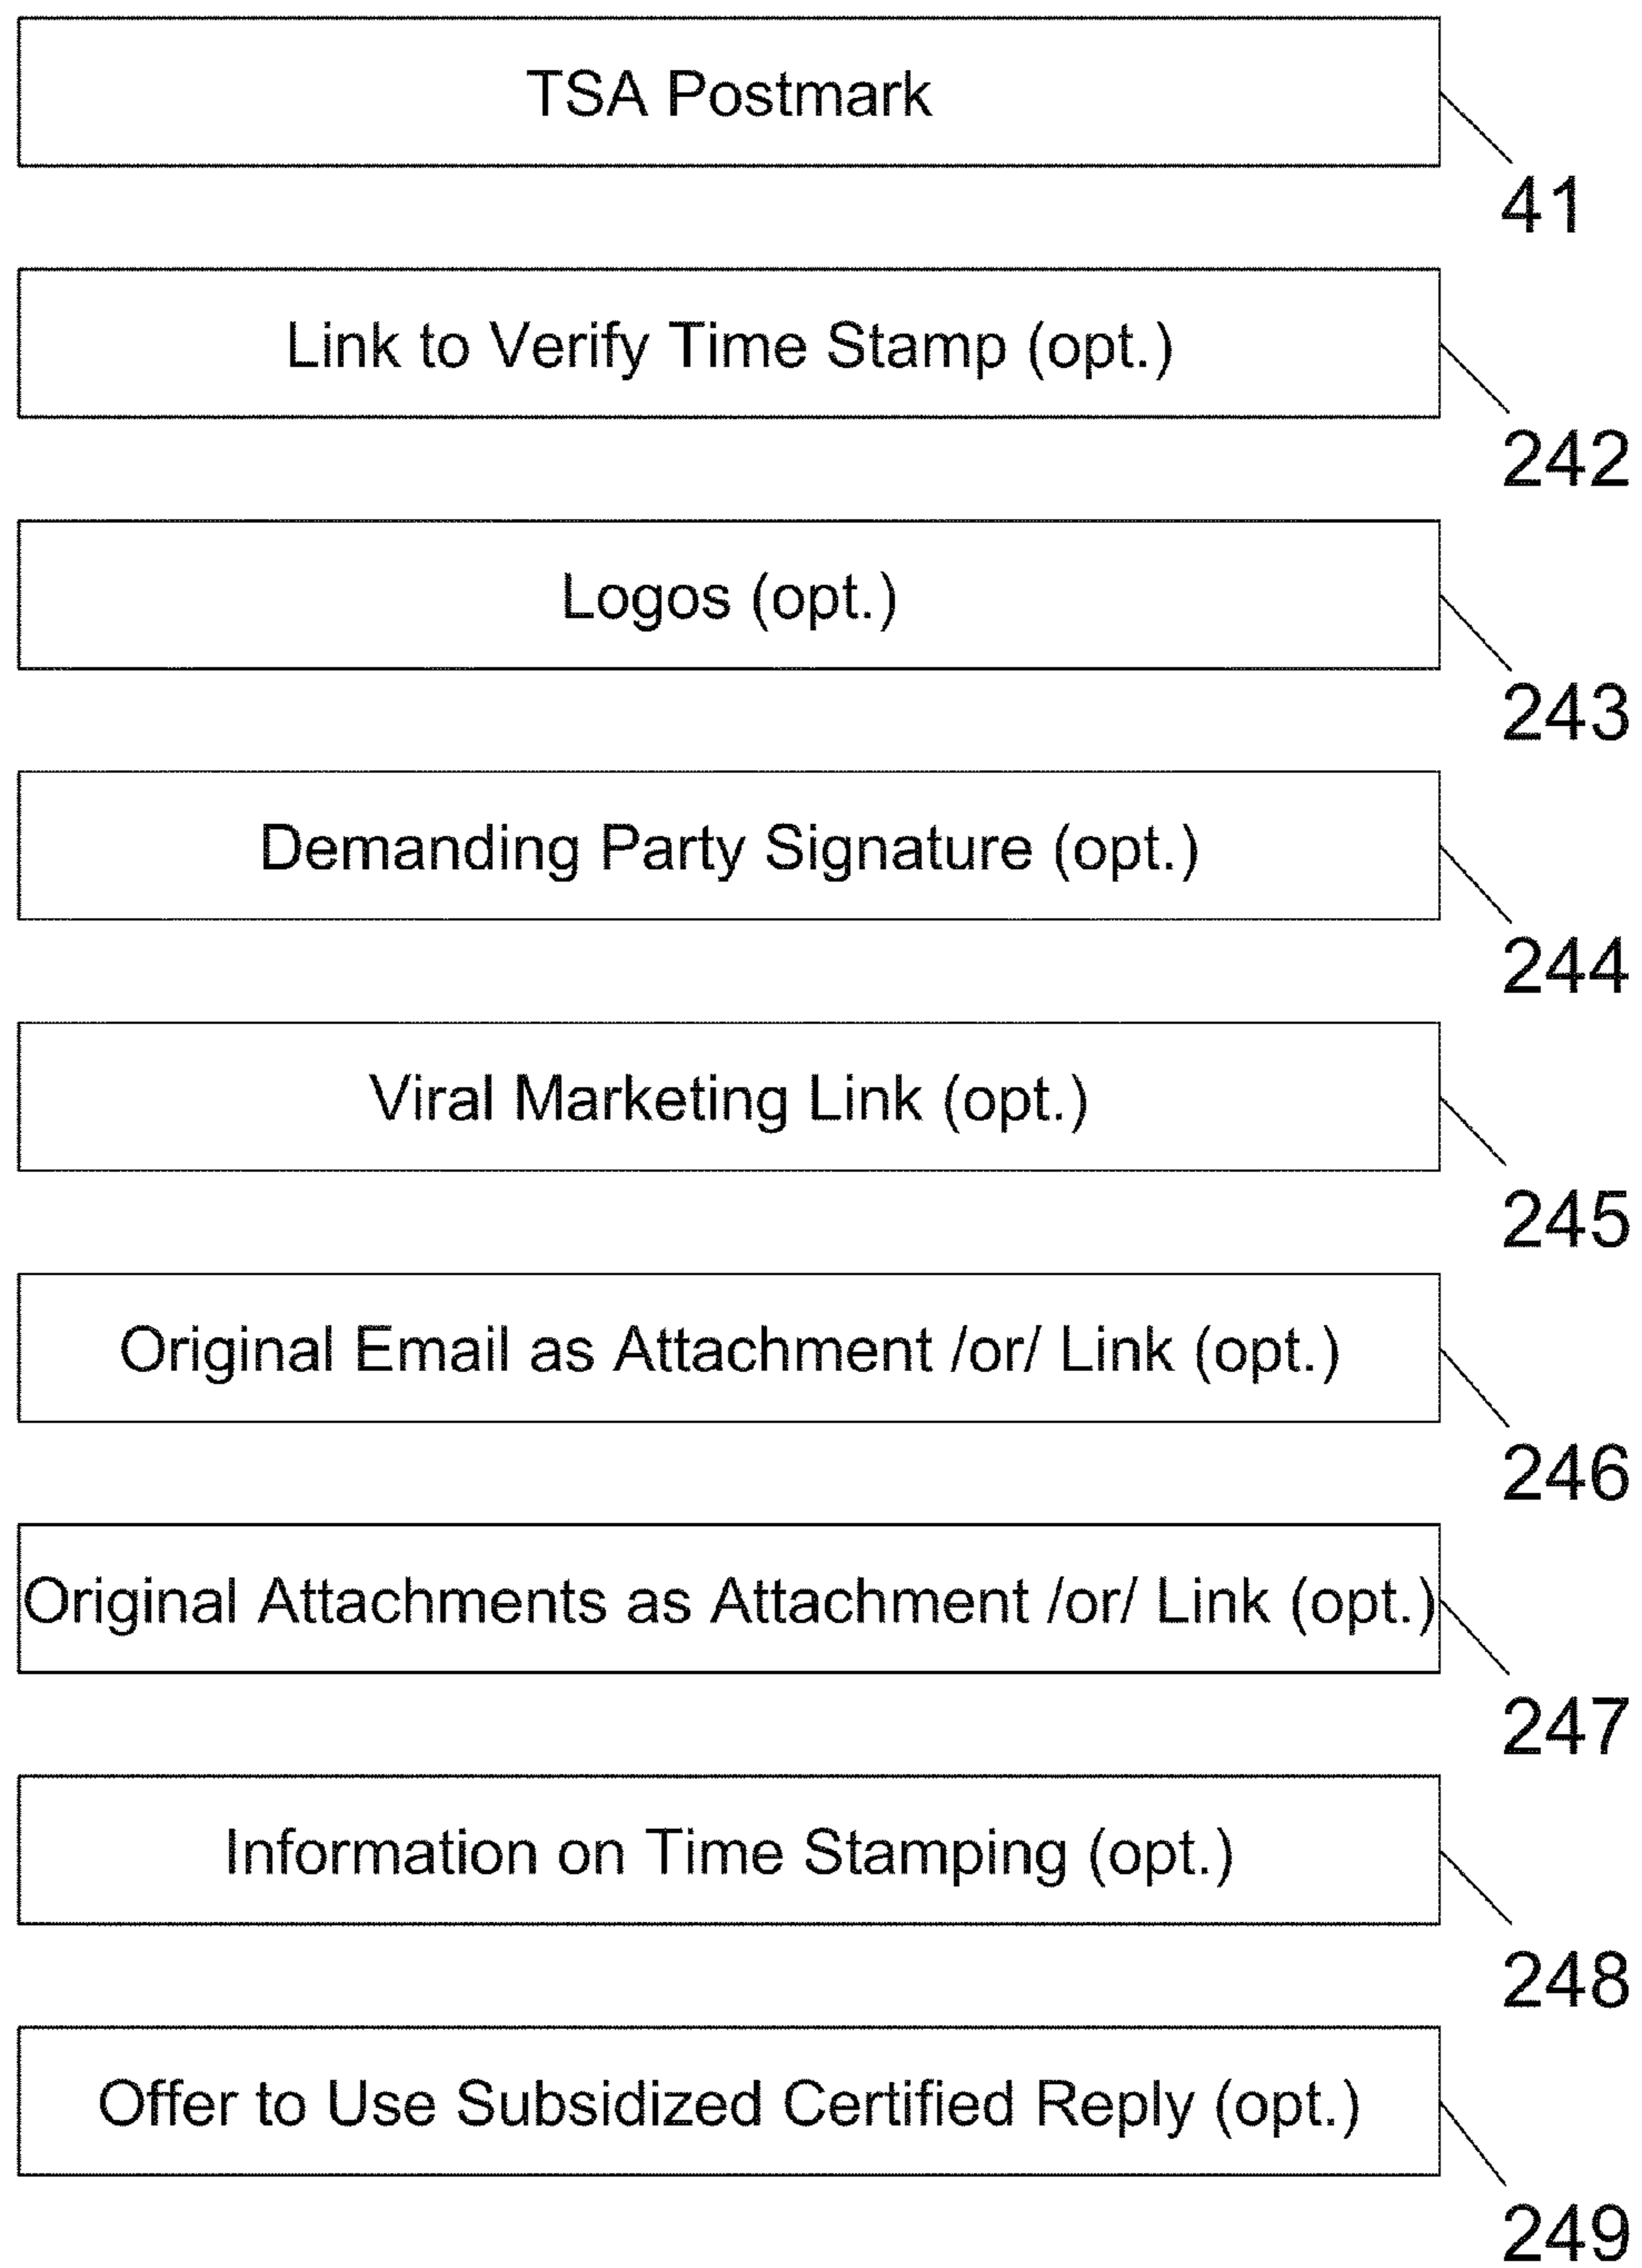 TSA Postmark
41
Link to Verify Time Stamp (opt.)
242
Logos (opt.)
243
Demanding Party Signature (opt.)
244
Viral Marketing Link (opt.)
245
Original Email as Attachment /or/ Link (opt.)
246
Original Attachments as Attachment /or/ Link (opt.)
247
Information on Time Stamping (opt.)
248
Offer to Use Subsidized Certified Reply (opt.)
249